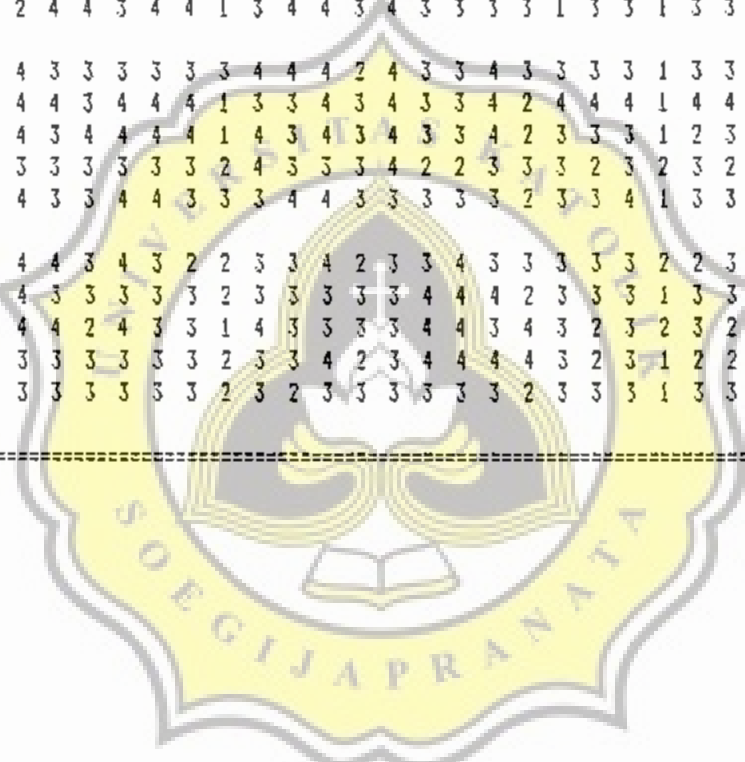 2 4 4 3 4 4 1 3 4 4 3 4 3 3 3 3 1 3 3 1 3 3
4 3 3 3 3 3 3 4 4 4 2 4 3 3 4 3 3 3 3 1 3 3
4 4 3 4 4 4 1 3 3 4 3 4 3 3 4 2 4 4 4 1 4 4
4 3 4 4 4 4 1 4 3 4 3 4 3 3 4 2 3 3 3 1 2 3
3 3 3 3 3 3 2 4 3 3 3 4 2 2 3 3 3 2 3 2 3 2
4 3 3 4 4 3 3 3 4 4 3 3 3 3 3 2 3 3 4 1 3 3
4 4 3 4 3 2 2 3 3 4 2 3 3 4 3 3 3 3 3 2 2 3
4 3 3 3 3 3 2 3 3 3 3 3 4 4 4 2 3 3 3 1 3 3
4 4 2 4 3 3 1 4 3 3 3 3 4 4 3 4 3 2 3 2 3 2
3 3 3 3 3 3 2 3 3 4 2 3 4 4 4 4 3 2 3 1 2 2
3 3 3 3 3 3 2 3 2 3 3 3 3 3 3 2 3 3 3 1 3 3
UNIVERSITAS KATOLIK
SOEGIJAPRANATA